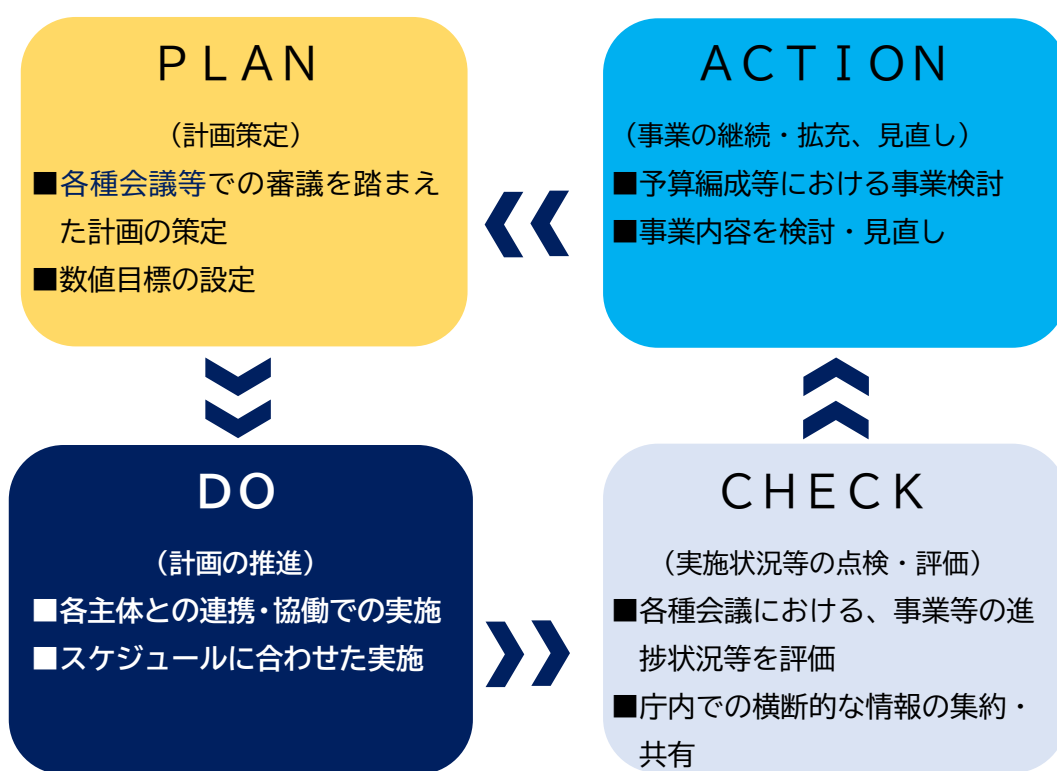 ＰＬＡＮ
（計画策定）
■各種会議等での審議を踏まえ
た計画の策定
■数値目標の設定
ＡＣＴＩＯＮ
（事業の継続・拡充、見直し）
■予算編成等における事業検討
■事業内容を検討・見直し
ＤＯ
（計画の推進）
■各主体との連携・協働での実施
■スケジュールに合わせた実施
ＣＨＥＣＫ
（実施状況等の点検・評価）
■各種会議における、事業等の進
捗状況等を評価
■庁内での横断的な情報の集約・
共有